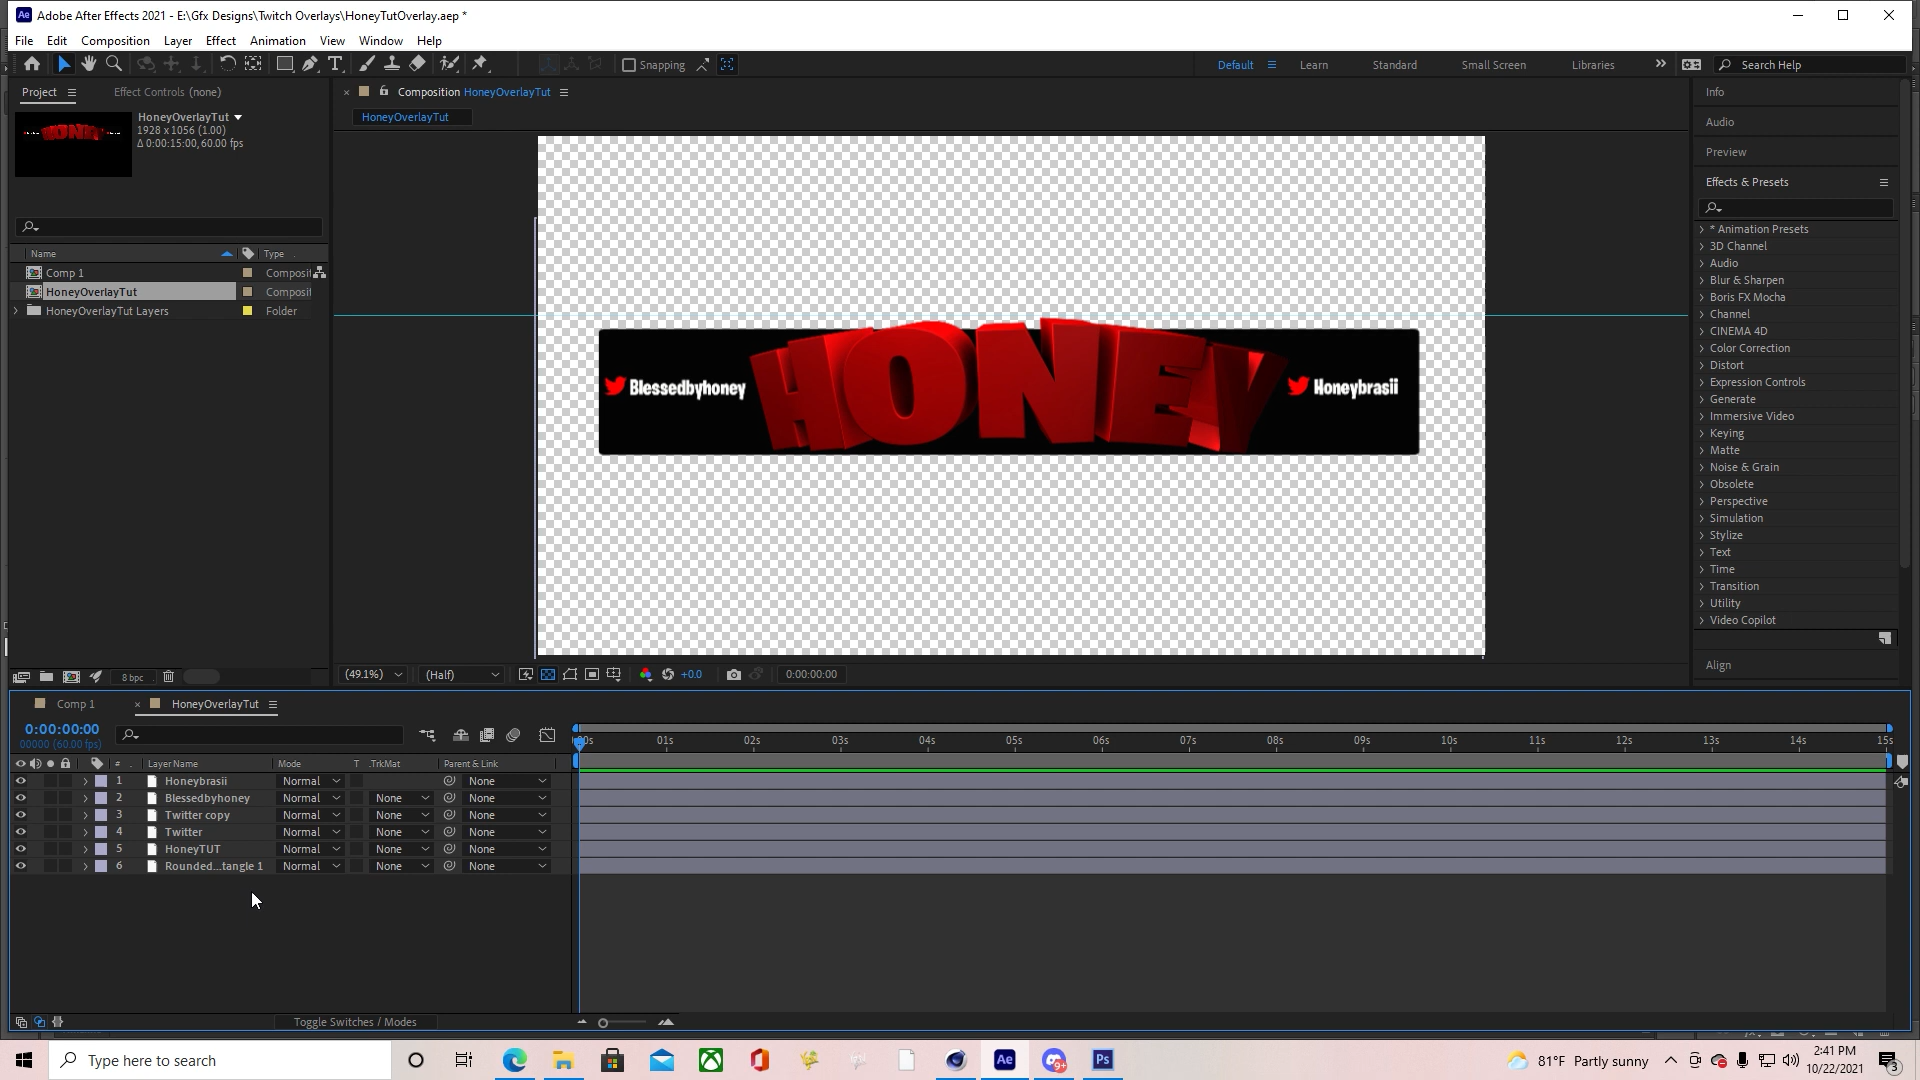 Adobe After Effects 2021 - E:\Gfx Designs\Twitch Overlays\HoneyTutOverlay.aep *
File Edit Composition Layer Effect Animation View Window Help
Snapping
Default Learn Standard Small Screen Libraries Search Help
Project Effect Controls (none)
HoneyOverlayTut
1928 x 1056 (1.00)
Δ 0:00:15:00, 60.00 fps
Name Type
Comp 1 Composit
HoneyOverlayTut Composit
HoneyOverlayTut Layers Folder
8 bpc
Composition HoneyOverlayTut
HoneyOverlayTut
Blessedbyhoney HONEY Honeybrasii
(49.1%) (Half) +0.0 0:00:00:00
Info
Audio
Preview
Effects & Presets
* Animation Presets
3D Channel
Audio
Blur & Sharpen
Boris FX Mocha
Channel
CINEMA 4D
Color Correction
Distort
Expression Controls
Generate
Immersive Video
Keying
Matte
Noise & Grain
Obsolete
Perspective
Simulation
Stylize
Text
Time
Transition
Utility
Video Copilot
Align
Comp 1 HoneyOverlayTut
0:00:00:00
00000 (60.00 fps)
01s 02s 03s 04s 05s 06s 07s 08s 09s 10s 11s 12s 13s 14s 15s
# Layer Name Mode T .TrkMat Parent & Link
1 Honeybrasii Normal None
2 Blessedbyhoney Normal None None
3 Twitter copy Normal None None
4 Twitter Normal None None
5 HoneyTUT Normal None None
6 Rounded...tangle 1 Normal None None
Toggle Switches / Modes
Type here to search
Ae
9+
Ps
81°F Partly sunny
2:41 PM
10/22/2021
3